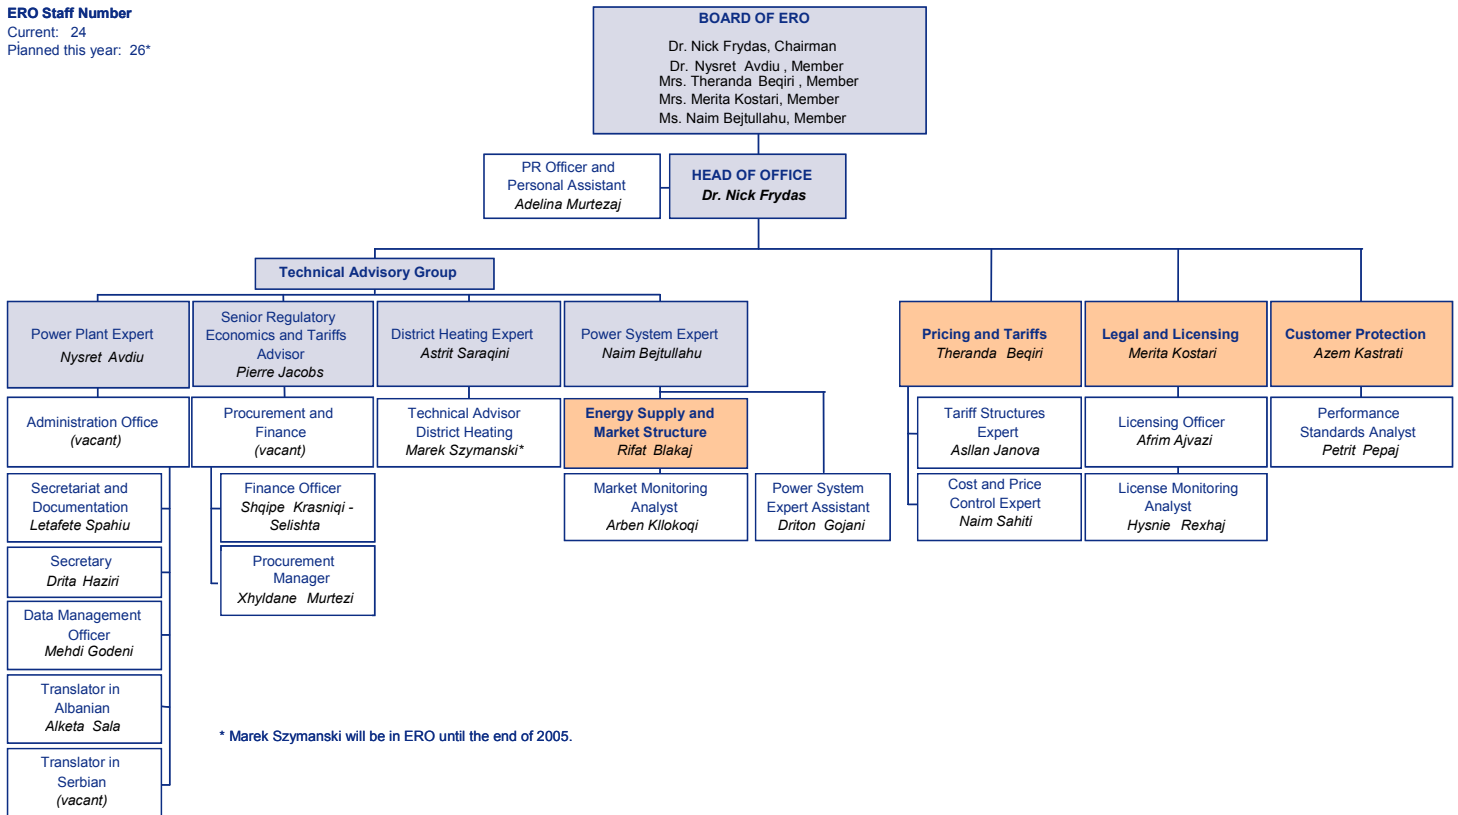 ERO Staff Number
Current: 24
Planned this year: 26*
BOARD OF ERO
Dr. Nick Frydas, Chairman
Dr. Nysret Avdiu , Member
Mrs. Theranda Beqiri , Member
Mrs. Merita Kostari, Member
Ms. Naim Bejtullahu, Member
PR Officer and
Personal Assistant
Adelina Murtezaj
HEAD OF OFFICE
Dr. Nick Frydas
Technical Advisory Group
Power Plant Expert
Nysret Avdiu
Senior Regulatory
Economics and Tariffs
Advisor
Pierre Jacobs
District Heating Expert
Astrit Saraqini
Power System Expert
Naim Bejtullahu
Pricing and Tariffs
Theranda Beqiri
Legal and Licensing
Merita Kostari
Customer Protection
Azem Kastrati
Administration Office
(vacant)
Procurement and
Finance
(vacant)
Technical Advisor
District Heating
Marek Szymanski*
Energy Supply and
Market Structure
Rifat Blakaj
Tariff Structures
Expert
Asllan Janova
Licensing Officer
Afrim Ajvazi
Performance
Standards Analyst
Petrit Pepaj
Secretariat and
Documentation
Letafete Spahiu
Finance Officer
Shqipe Krasniqi -
Selishta
Market Monitoring
Analyst
Arben Kllokoqi
Power System
Expert Assistant
Driton Gojani
Cost and Price
Control Expert
Naim Sahiti
License Monitoring
Analyst
Hysnie Rexhaj
Secretary
Drita Haziri
Procurement
Manager
Xhyldane Murtezi
Data Management
Officer
Mehdi Godeni
Translator in
Albanian
Alketa Sala
* Marek Szymanski will be in ERO until the end of 2005.
Translator in
Serbian
(vacant)